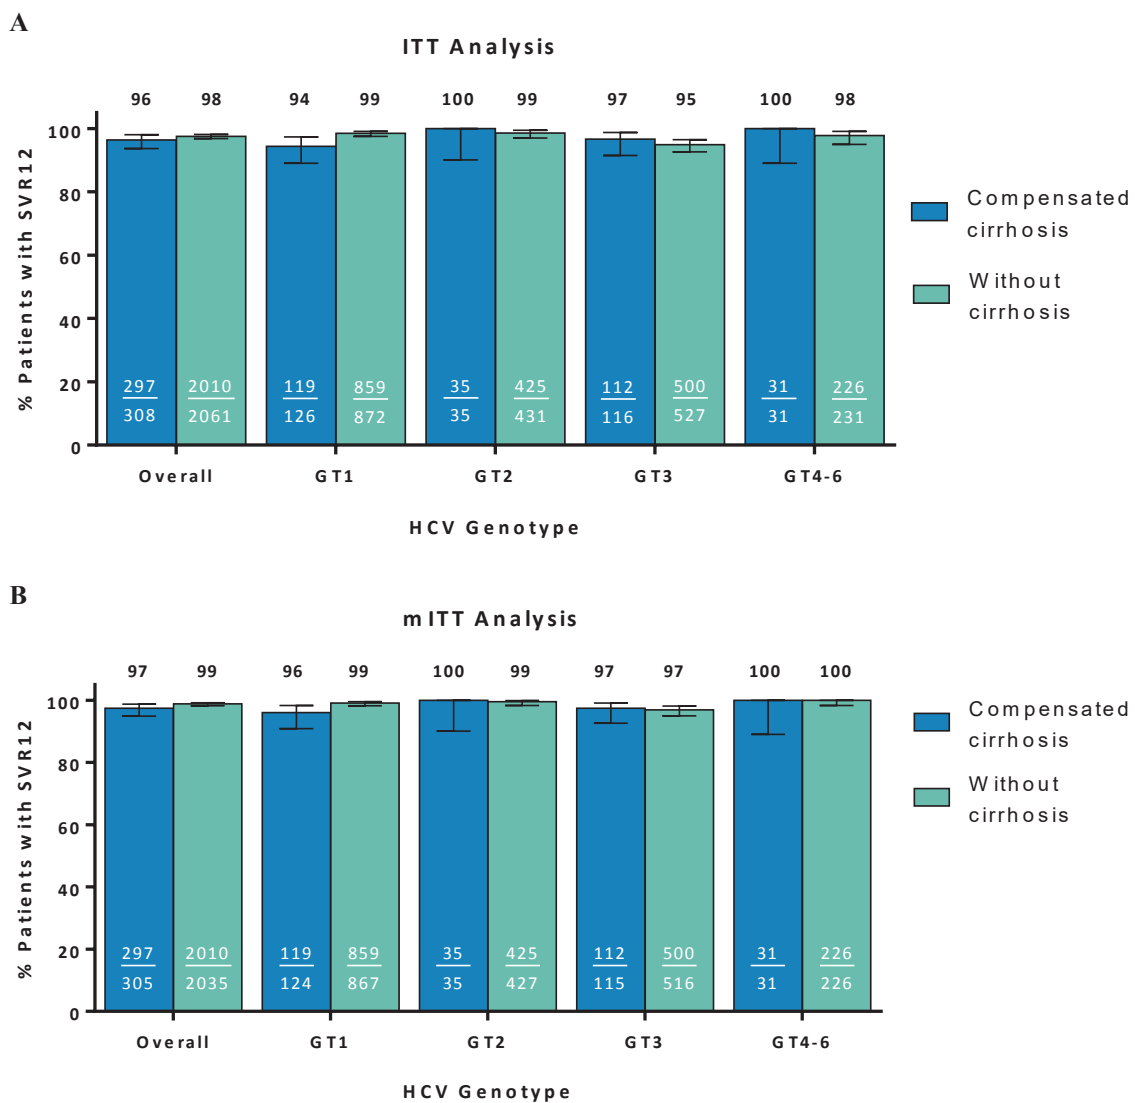 A
ITT Analysis
96 98 94 99 100 99 97 95 100 98
% Patients with SVR12
100
80
60
40
20
0
297 2010 119 859 35 425 112 500 31 226
308 2061 126 872 35 431 116 527 31 231
Overall GT1 GT2 GT3 GT4-6
HCV Genotype
Compensated
cirrhosis
Without
cirrhosis
B
mITT Analysis
97 99 96 99 100 99 97 97 100 100
% Patients with SVR12
100
80
60
40
20
0
297 2010 119 859 35 425 112 500 31 226
305 2035 124 867 35 427 115 516 31 226
Overall GT1 GT2 GT3 GT4-6
HCV Genotype
Compensated
cirrhosis
Without
cirrhosis